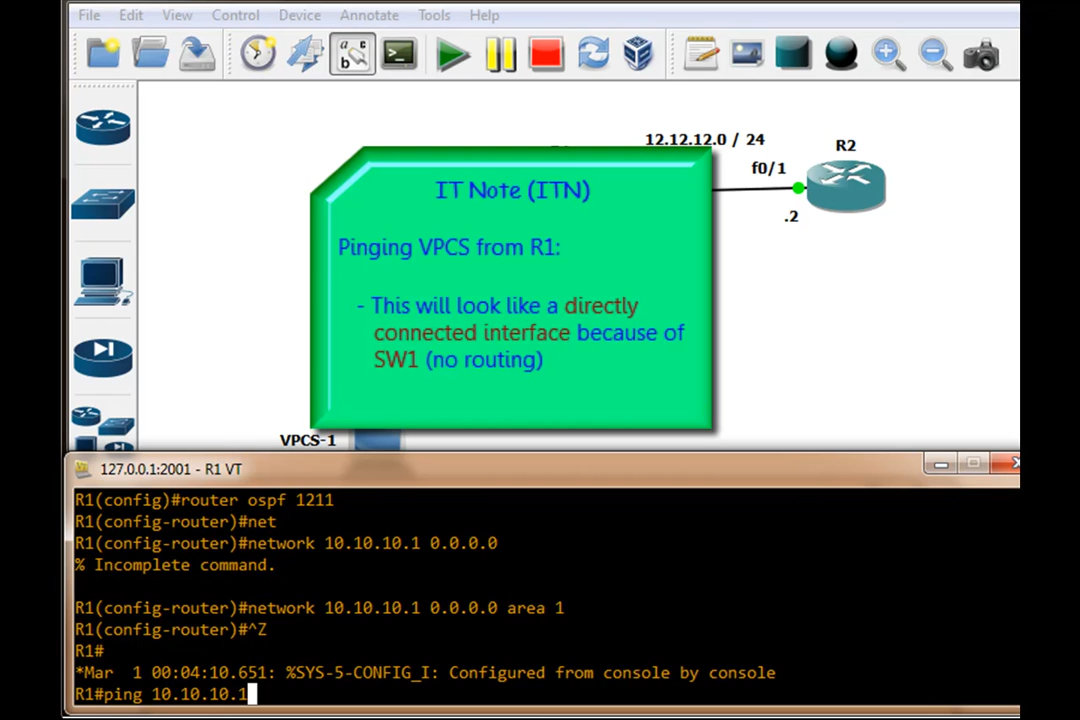 File Edit View Control Device Annotate Tools Help
12.12.12.0 / 24
R2
f0/1
.2
IT Note (ITN)
Pinging VPCS from R1:
- This will look like a directly
connected interface because of
SW1 (no routing)
VPCS-1
127.0.0.1:2001 - R1 VT
R1(config)#router ospf 1211
R1(config-router)#net
R1(config-router)#network 10.10.10.1 0.0.0.0
% Incomplete command.
R1(config-router)#network 10.10.10.1 0.0.0.0 area 1
R1(config-router)#^Z
R1#
*Mar  1 00:04:10.651: %SYS-5-CONFIG_I: Configured from console by console
R1#ping 10.10.10.1